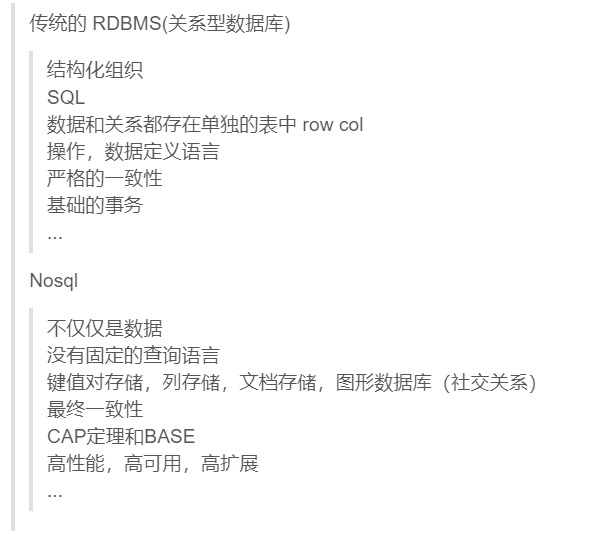 传统的 RDBMS(关系型数据库)
结构化组织
SQL
数据和关系都存在单独的表中 row col
操作，数据定义语言
严格的一致性
基础的事务
...
Nosql
不仅仅是数据
没有固定的查询语言
键值对存储，列存储，文档存储，图形数据库（社交关系）
最终一致性
CAP定理和BASE
高性能，高可用，高扩展
...